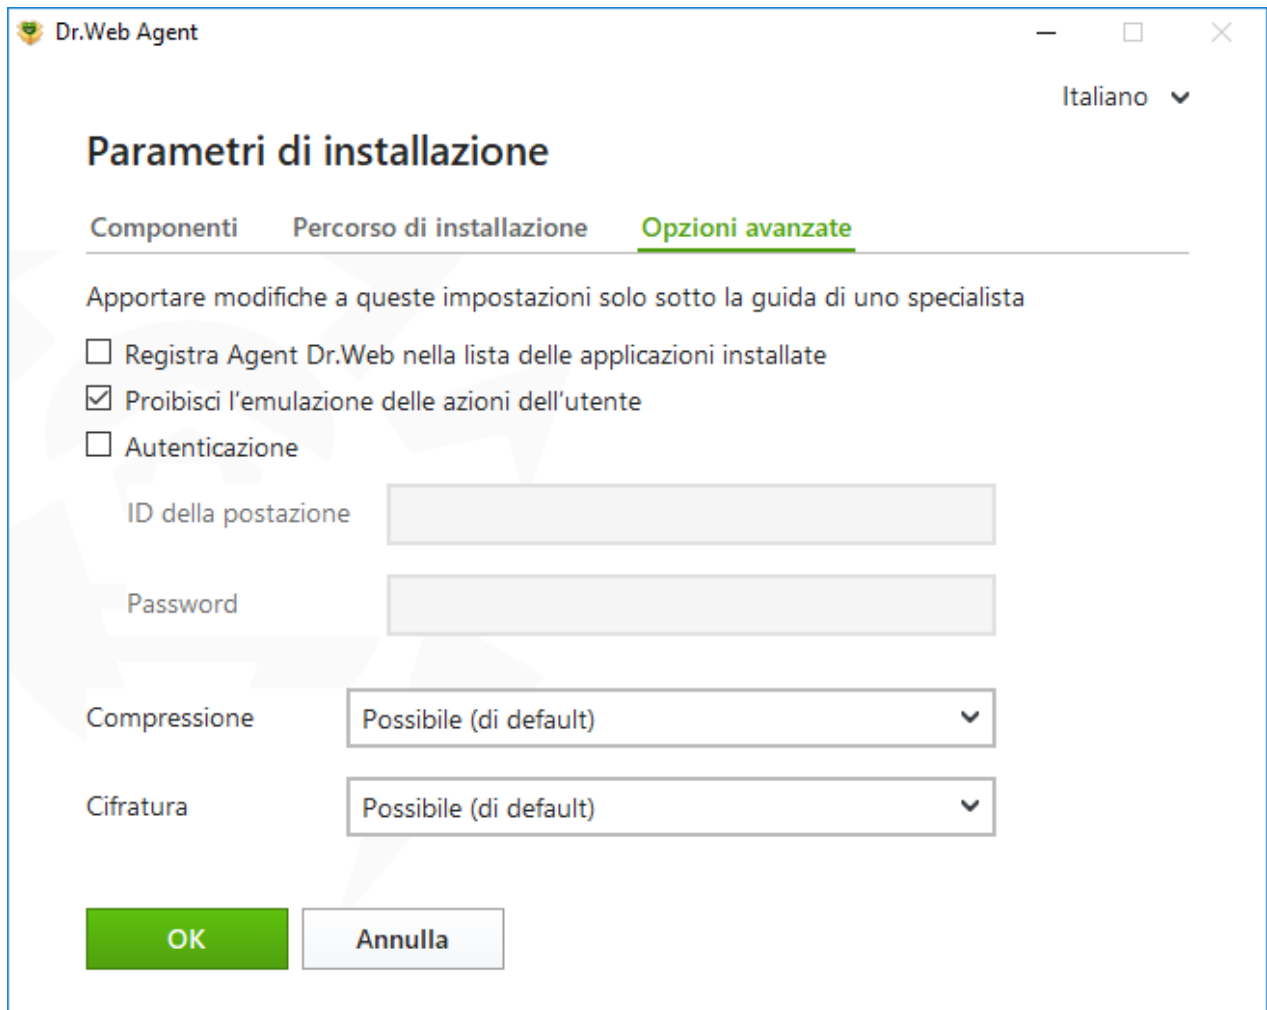 Dr.Web Agent
Italiano
Parametri di installazione
Componenti Percorso di installazione Opzioni avanzate
Apportare modifiche a queste impostazioni solo sotto la guida di uno specialista
Registra Agent Dr.Web nella lista delle applicazioni installate
Proibisci l'emulazione delle azioni dell'utente
Autenticazione
ID della postazione
Password
Compressione Possibile (di default)
Cifratura Possibile (di default)
OK Annulla